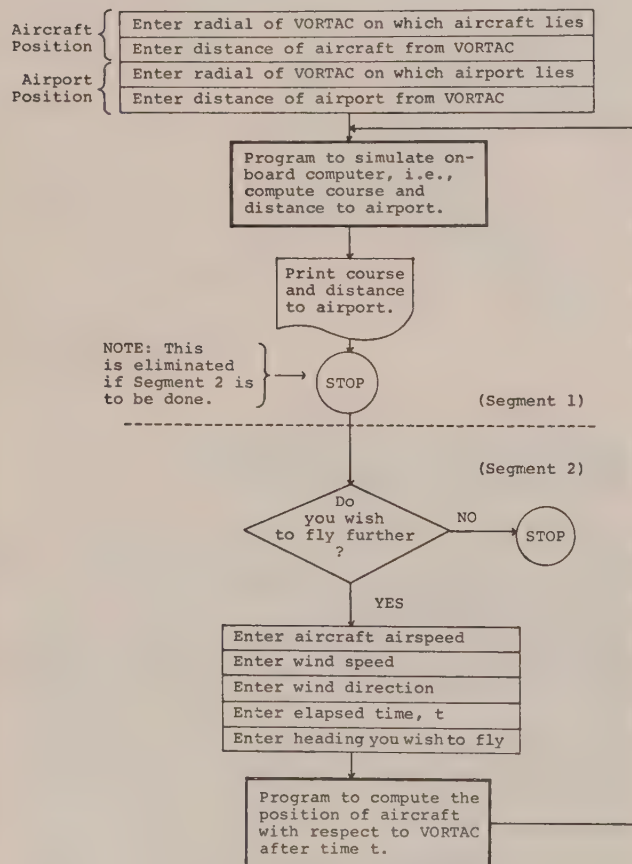 Aircraft
Position
Enter radial of VORTAC on which aircraft lies
Enter distance of aircraft from VORTAC
Airport
Position
Enter radial of VORTAC on which airport lies
Enter distance of airport from VORTAC
Program to simulate on-
board computer, i.e.,
compute course and
distance to airport.
Print course
and distance
to airport.
NOTE: This
is eliminated
if Segment 2 is
to be done.
STOP
(Segment 1)
(Segment 2)
Do
you wish
to fly further
?
NO
STOP
YES
Enter aircraft airspeed
Enter wind speed
Enter wind direction
Enter elapsed time, t
Enter heading you wish to fly
Program to compute the
position of aircraft
with respect to VORTAC
after time t.